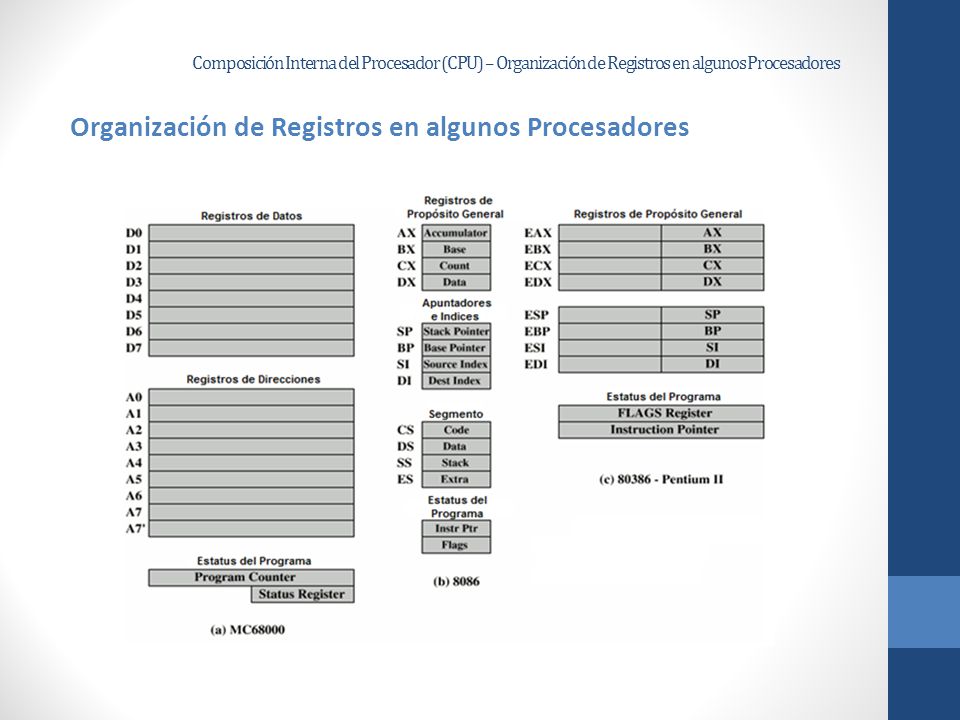 Composición Interna del Procesador (CPU) – Organización de Registros en algunos Procesadores
Organización de Registros en algunos Procesadores
Registros de Datos
D0
D1
D2
D3
D4
D5
D6
D7
Registros de Direcciones
A0
A1
A2
A3
A4
A5
A6
A7
A7'
Estatus del Programa
Program Counter
Status Register
(a) MC68000
Registros de
Propósito General
AX Accumulator
BX Base
CX Count
DX Data
Apuntadores
e Indices
SP Stack Pointer
BP Base Pointer
SI Source Index
DI Dest Index
Segmento
CS Code
DS Data
SS Stack
ES Extra
Estatus del
Programa
Instr Ptr
Flags
(b) 8086
Registros de Propósito General
EAX AX
EBX BX
ECX CX
EDX DX
ESP SP
EBP BP
ESI SI
EDI DI
Estatus del Programa
FLAGS Register
Instruction Pointer
(c) 80386 - Pentium II